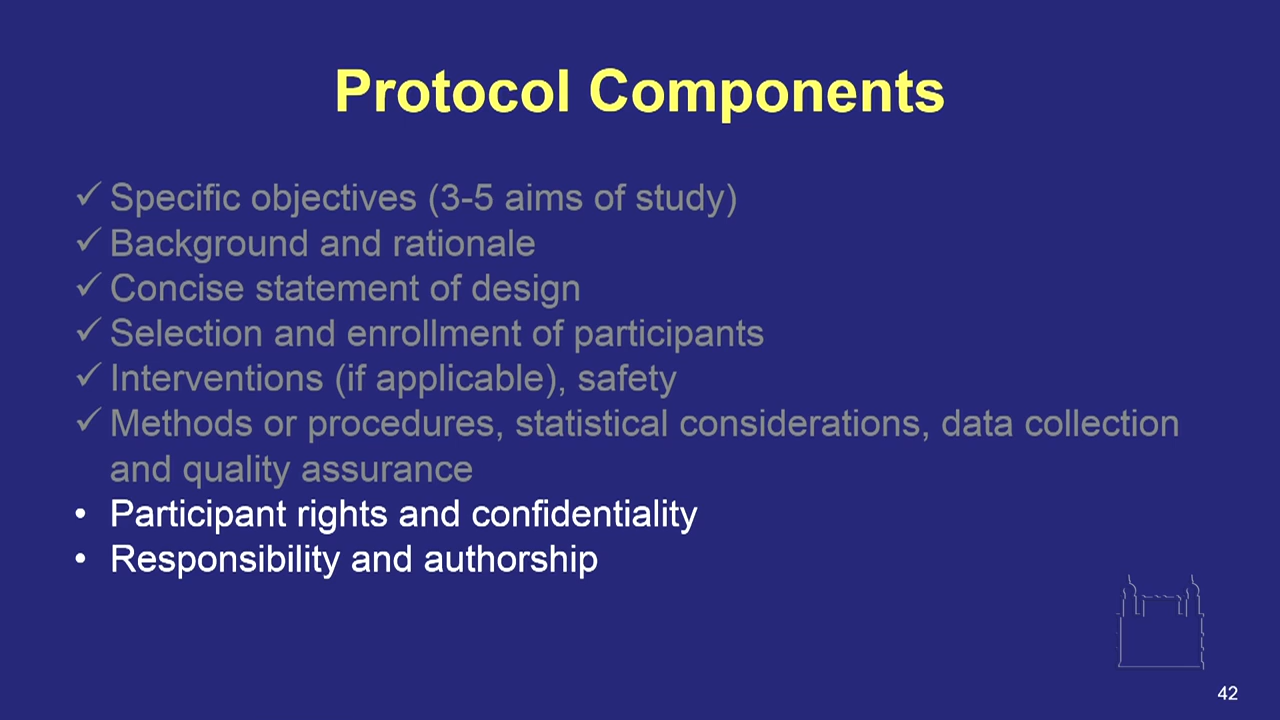 Protocol Components
✓ Specific objectives (3-5 aims of study)
✓ Background and rationale
✓ Concise statement of design
✓ Selection and enrollment of participants
✓ Interventions (if applicable), safety
✓ Methods or procedures, statistical considerations, data collection
and quality assurance
• Participant rights and confidentiality
• Responsibility and authorship
42